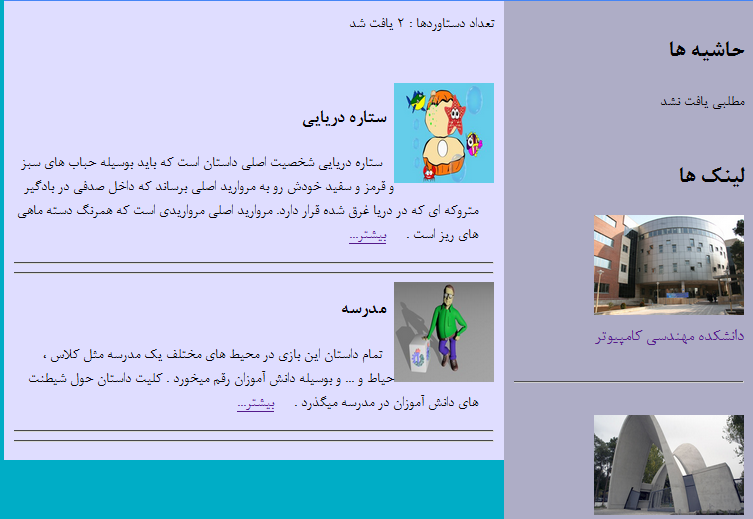 تعداد دستاوردها : ۲ یافت شد
ستاره دریایی
ستاره دریایی شخصیت اصلی داستان است که باید بوسیله حباب های سبز
و قرمز و سفید خودش رو به مروارید اصلی برساند که داخل صدفی در بادگیر
متروکه ای که در دریا غرق شده قرار دارد. مروارید اصلی مرواریدی است که همرنگ دسته ماهی
های ریز است . بیشتر...
مدرسه
تمام داستان این بازی در محیط های مختلف یک مدرسه مثل کلاس ،
حیاط و ... و بوسیله دانش آموزان رقم میخورد . کلیت داستان حول شیطنت
های دانش آموزان در مدرسه میگذرد . بیشتر...
حاشیه ها
مطلبی یافت نشد
لینک ها
دانشکده مهندسی کامپیوتر